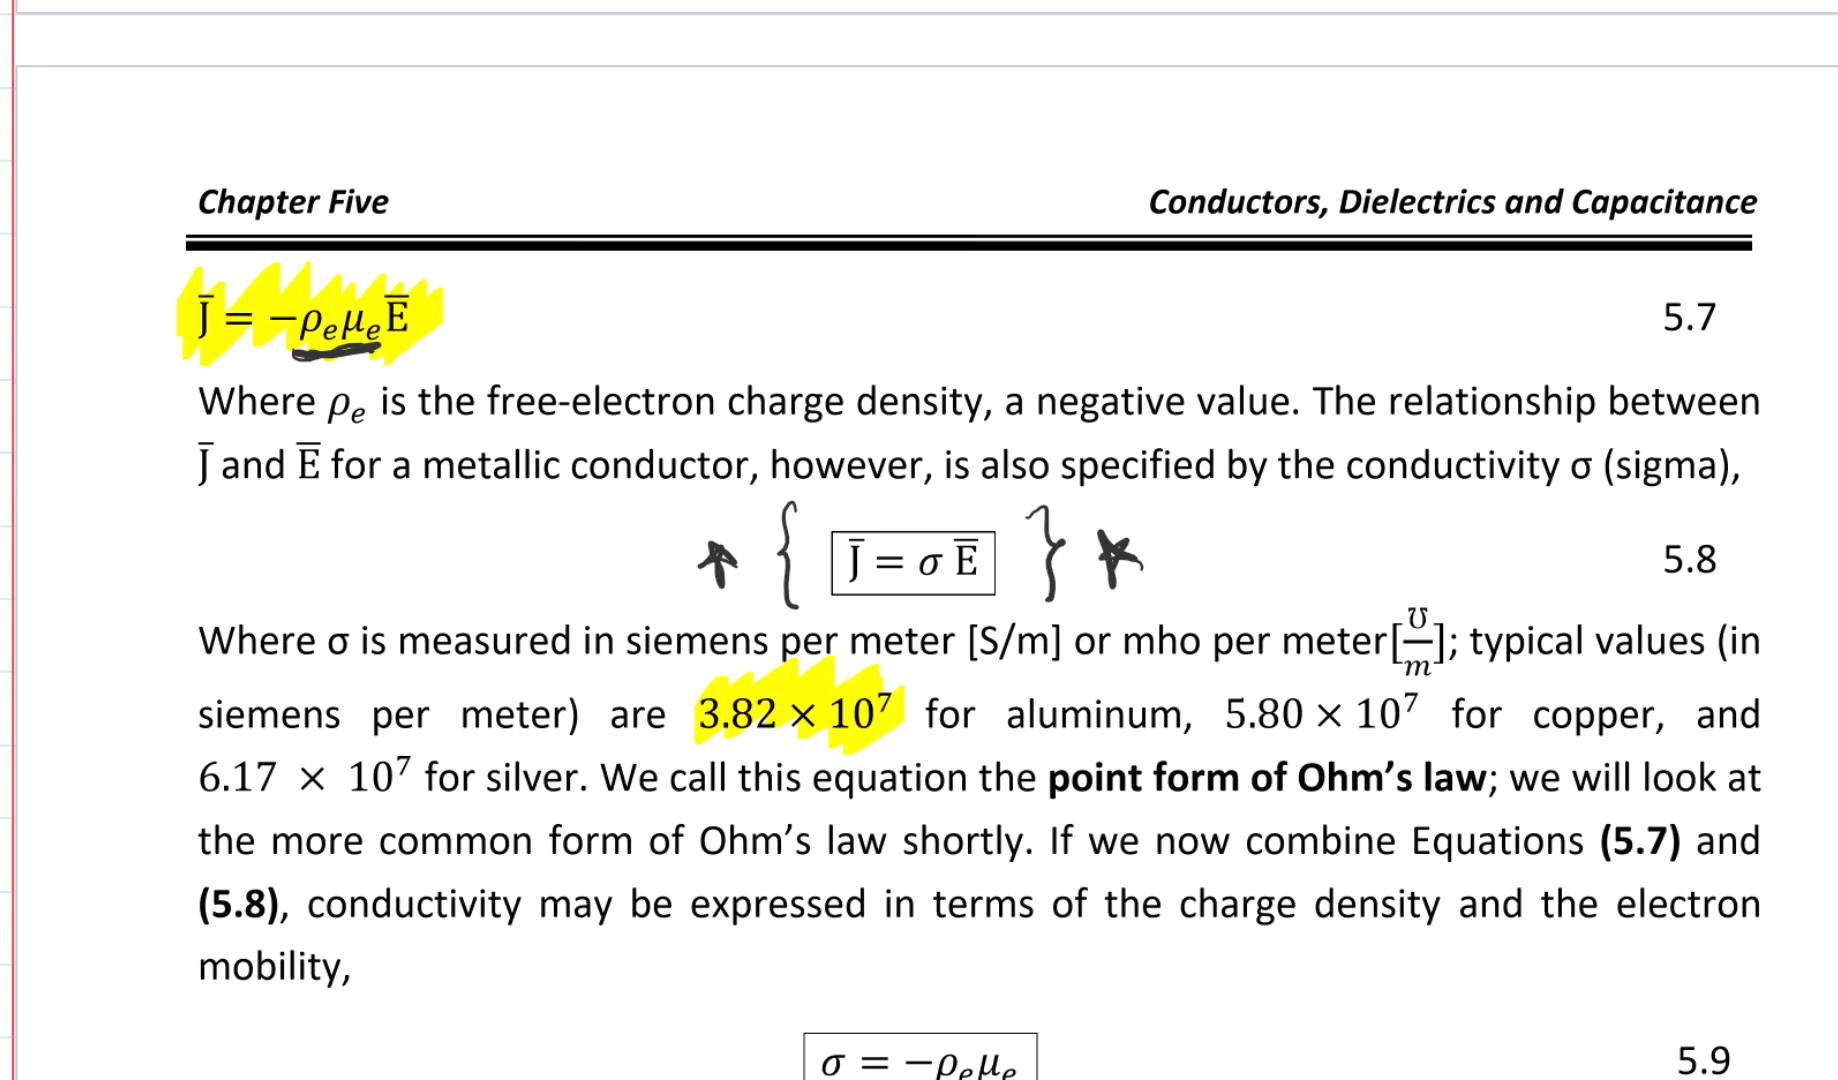 Chapter Five Conductors, Dielectrics and Capacitance
J̅ = −ρₑμₑE̅ 5.7
Where ρₑ is the free-electron charge density, a negative value. The relationship between
J̅ and E̅ for a metallic conductor, however, is also specified by the conductivity σ (sigma),
★ { J̅ = σ E̅ } ★ 5.8
Where σ is measured in siemens per meter [S/m] or mho per meter[℧/m]; typical values (in
siemens per meter) are 3.82 × 10⁷ for aluminum, 5.80 × 10⁷ for copper, and
6.17 × 10⁷ for silver. We call this equation the point form of Ohm’s law; we will look at
the more common form of Ohm’s law shortly. If we now combine Equations (5.7) and
(5.8), conductivity may be expressed in terms of the charge density and the electron
mobility,
σ = −ρₑμₑ 5.9